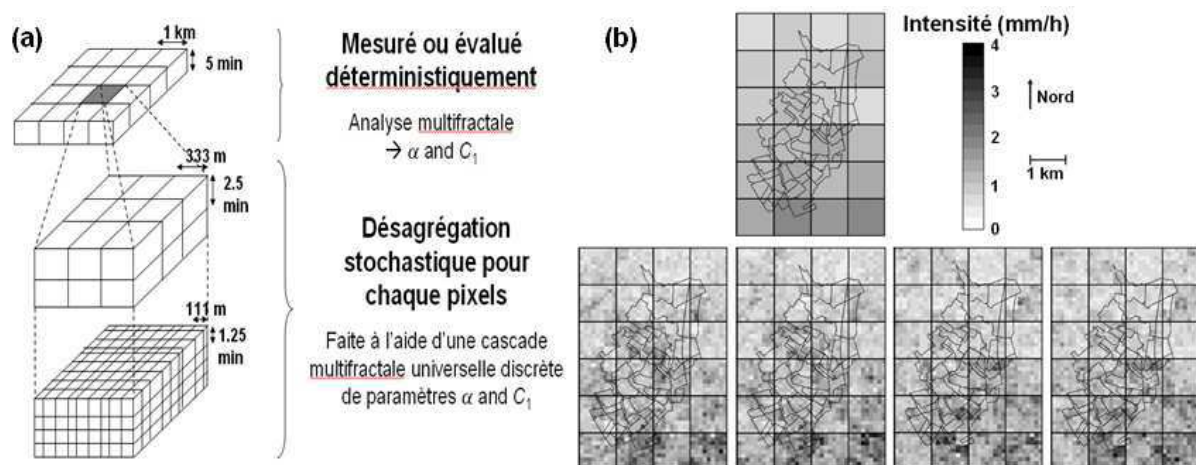 (a)
1 km
5 min
333 m
2.5
min
111 m
1.25
min
Mesuré ou évalué
déterministiquement
Analyse multifractale
→ α and C1
Désagrégation
stochastique pour
chaque pixels
Faite à l'aide d'une cascade
multifractale universelle discrète
de paramètres α and C1
(b)
Intensité (mm/h)
4
3
2
1
0
Nord
1 km